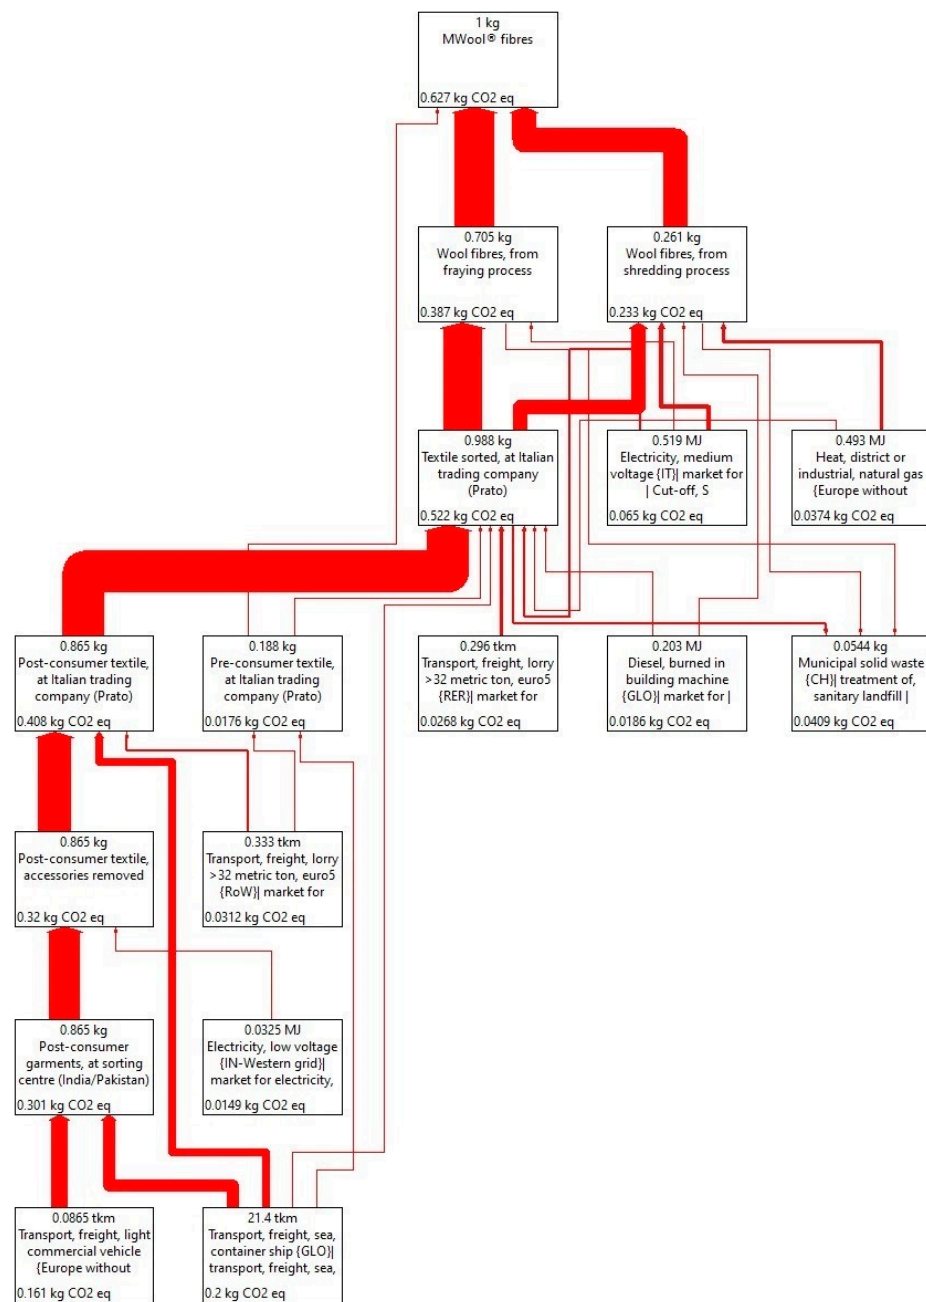 1 kg
MWool® fibres
0.627 kg CO2 eq
0.705 kg
Wool fibres, from
fraying process
0.387 kg CO2 eq
0.261 kg
Wool fibres, from
shredding process
0.233 kg CO2 eq
0.988 kg
Textile sorted, at Italian
trading company
(Prato)
0.522 kg CO2 eq
0.519 MJ
Electricity, medium
voltage {IT}| market for
| Cut-off, S
0.065 kg CO2 eq
0.493 MJ
Heat, district or
industrial, natural gas
{Europe without
0.0374 kg CO2 eq
0.865 kg
Post-consumer textile,
at Italian trading
company (Prato)
0.408 kg CO2 eq
0.188 kg
Pre-consumer textile,
at Italian trading
company (Prato)
0.0176 kg CO2 eq
0.296 tkm
Transport, freight, lorry
>32 metric ton, euro5
{RER}| market for
0.0268 kg CO2 eq
0.203 MJ
Diesel, burned in
building machine
{GLO}| market for |
0.0186 kg CO2 eq
0.0544 kg
Municipal solid waste
{CH}| treatment of,
sanitary landfill |
0.0409 kg CO2 eq
0.865 kg
Post-consumer textile,
accessories removed
0.32 kg CO2 eq
0.333 tkm
Transport, freight, lorry
>32 metric ton, euro5
{RoW}| market for
0.0312 kg CO2 eq
0.865 kg
Post-consumer
garments, at sorting
centre (India/Pakistan)
0.301 kg CO2 eq
0.0325 MJ
Electricity, low voltage
{IN-Western grid}|
market for electricity,
0.0149 kg CO2 eq
0.0865 tkm
Transport, freight, light
commercial vehicle
{Europe without
0.161 kg CO2 eq
21.4 tkm
Transport, freight, sea,
container ship {GLO}|
transport, freight, sea,
0.2 kg CO2 eq